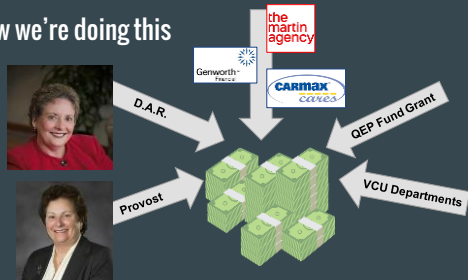 w we're doing this
the
martin
agency
Genworth
Financial
CARMAX
cares
D.A.R.
QEP Fund Grant
Provost
VCU Departments